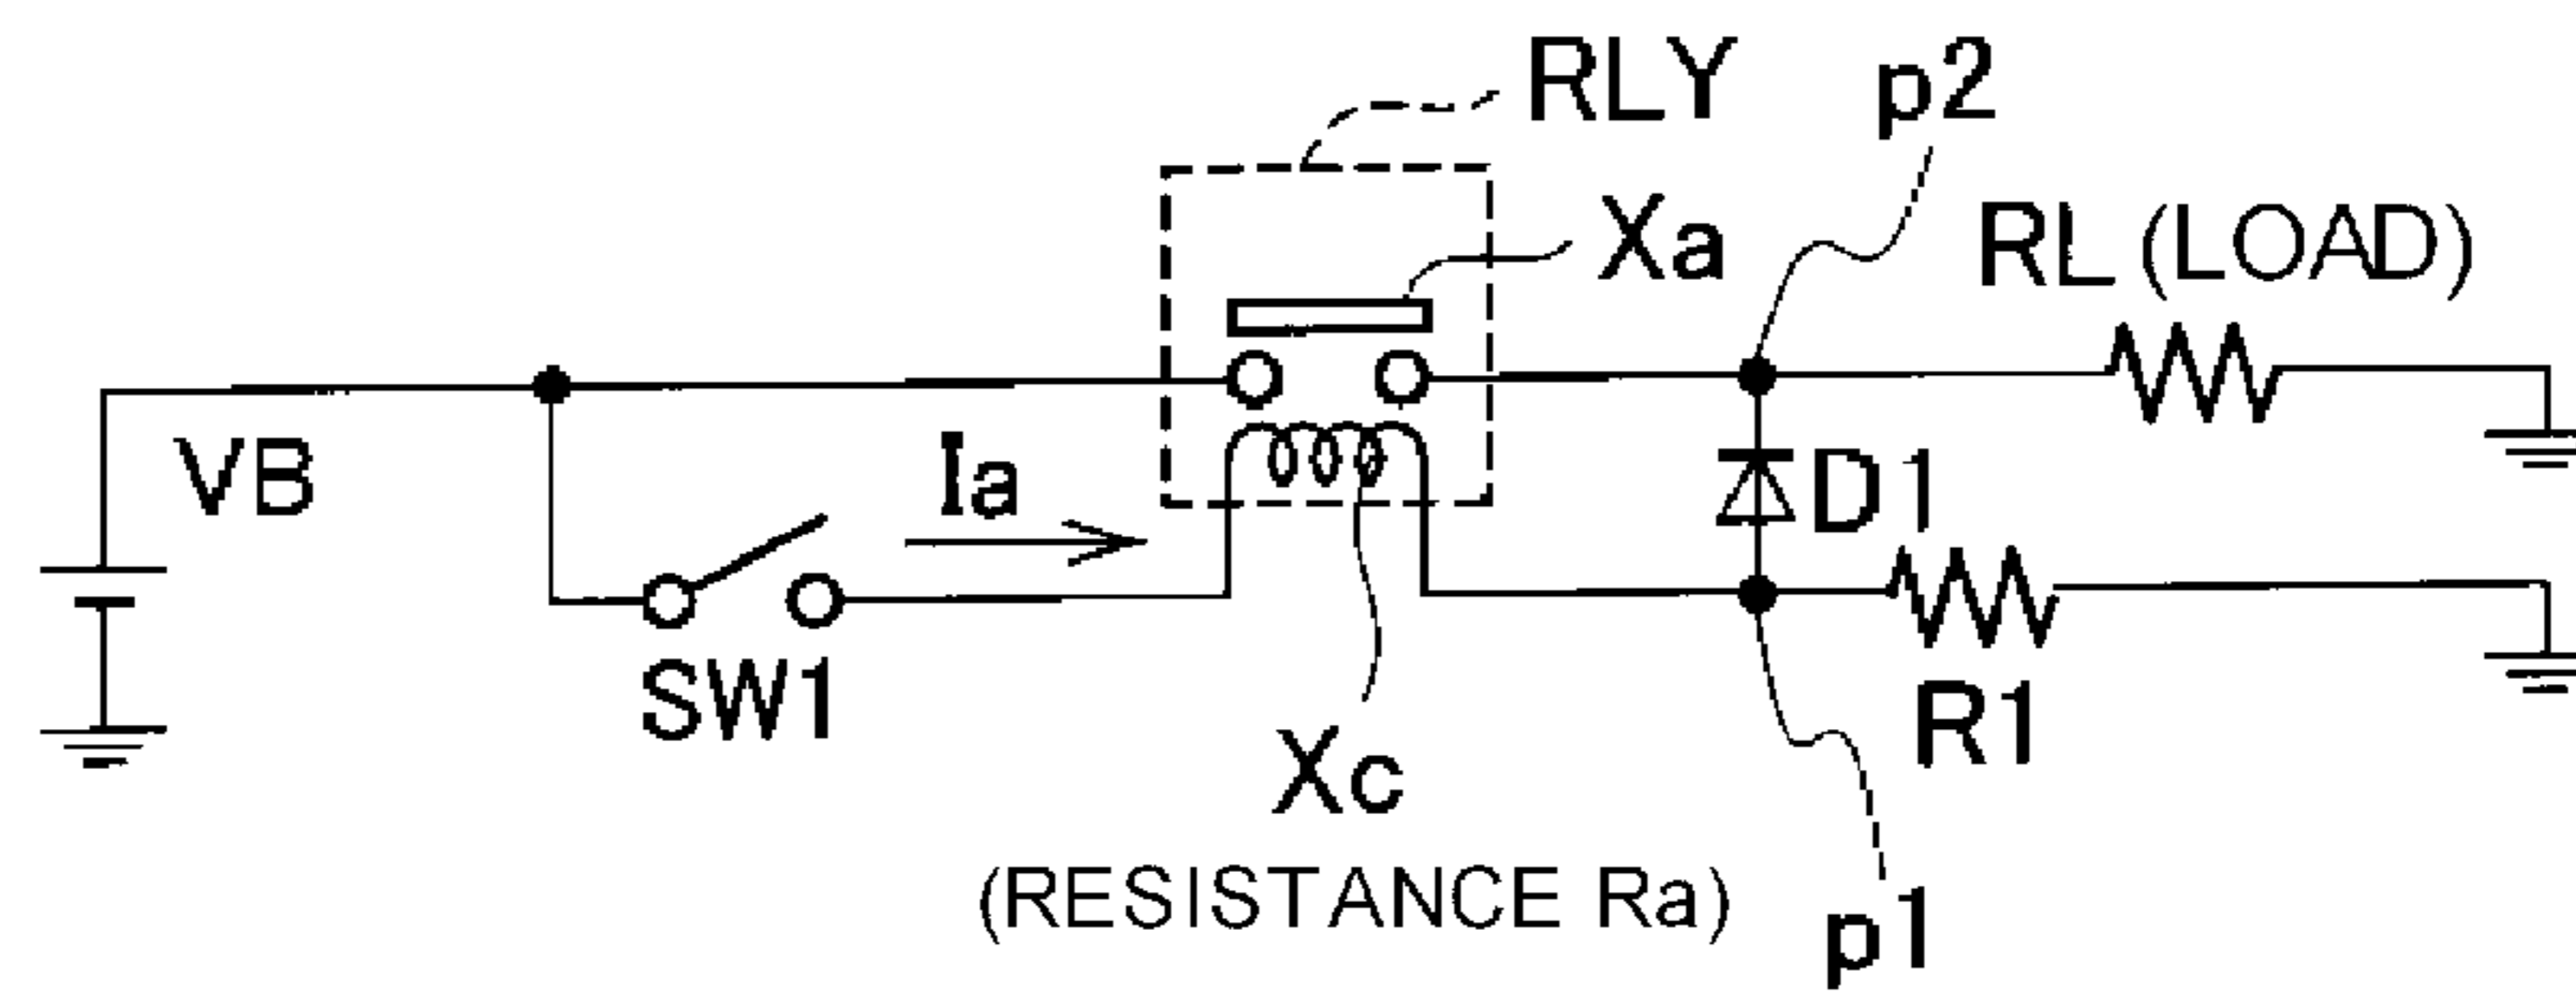 RLY
p2
Xa
RL (LOAD)
VB
Ia
D1
SW1
R1
Xc
(RESISTANCE Ra)
p1